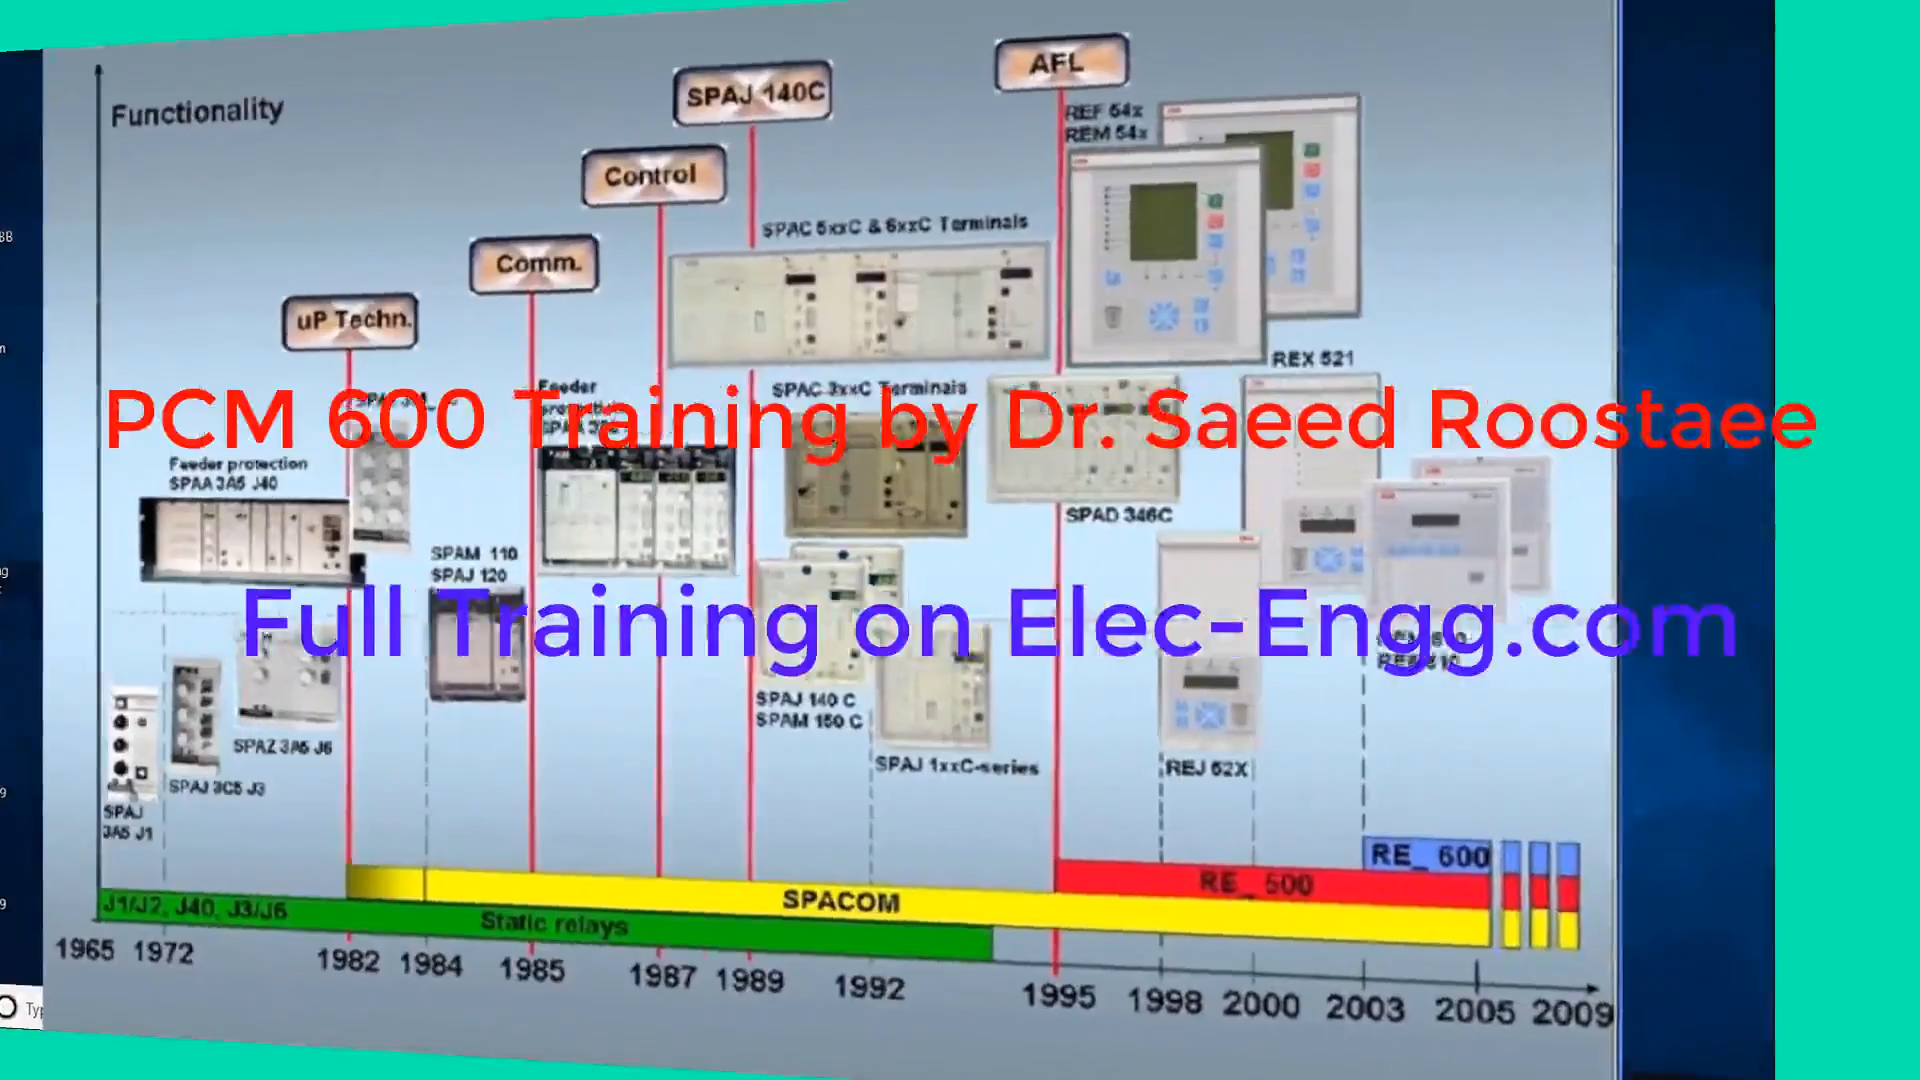 Functionality
uP Techn.
Comm.
Control
SPAJ 140C
AFL
REF 54x
REM 54x
SPAC 5xxC & 6xxC Terminals
REX 521
SPAC 3xxC Terminals
Feeder
PCM 600 Training by Dr. Saeed Roostaee
Feeder protection
SPAA 3A5 J40
SPAD 346C
SPAM 110
SPAJ 120
Full Training on Elec-Engg.com
SPAJ 140 C
SPAM 150 C
SPAZ 3A5 J6
SPAJ 3C5 J3
SPAJ 1xxC-series
REJ 52X
SPAJ
3A5 J1
RE_ 600
RE_ 500
SPACOM
J1/J2, J40, J3/J6
Static relays
1965 1972 1982 1984 1985 1987 1989 1992 1995 1998 2000 2003 2005 2009